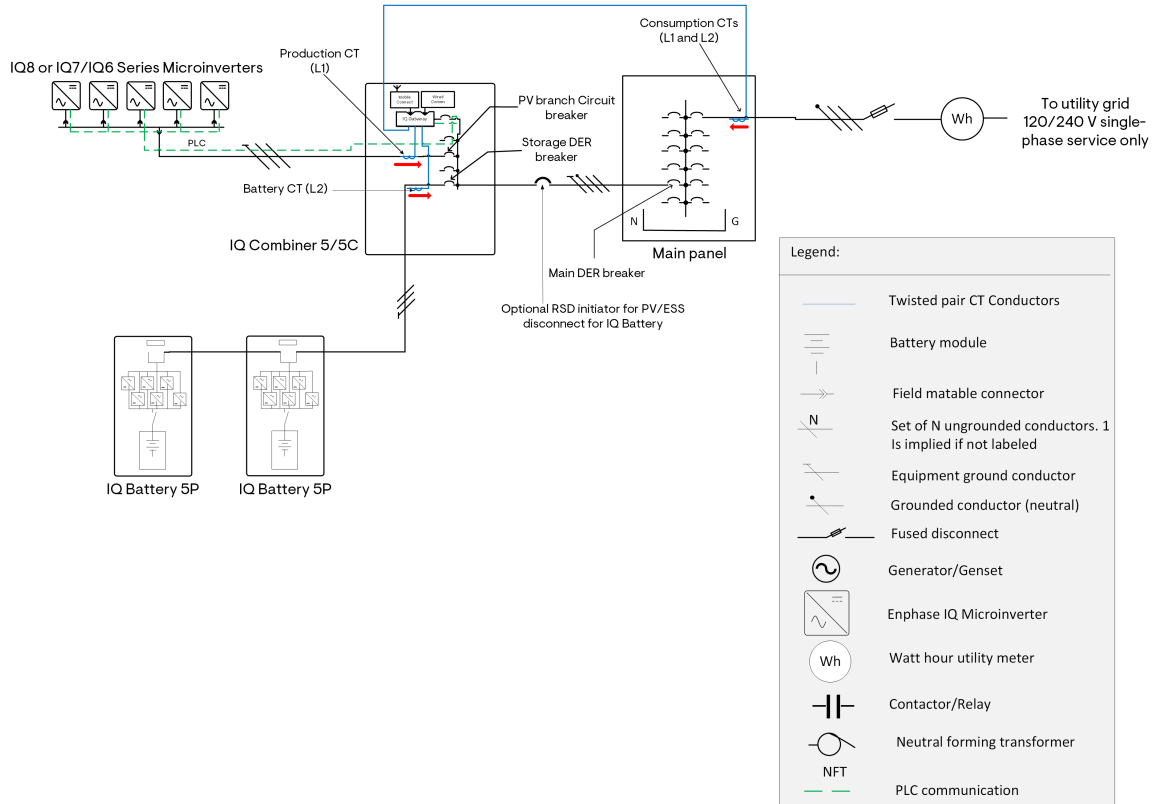 Consumption CTs
(L1 and L2)
Production CT
(L1)
IQ8 or IQ7/IQ6 Series Microinverters
Mobile
Connect
Wired
Comms
IQ Gateway
PV branch Circuit
breaker
Storage DER
breaker
PLC
Battery CT (L2)
IQ Combiner 5/5C
N
G
Main panel
Main DER breaker
Optional RSD initiator for PV/ESS
disconnect for IQ Battery
Wh
To utility grid
120/240 V single-
phase service only
IQ Battery 5P
IQ Battery 5P
Legend:
Twisted pair CT Conductors
Battery module
Field matable connector
N
Set of N ungrounded conductors. 1
Is implied if not labeled
Equipment ground conductor
Grounded conductor (neutral)
Fused disconnect
Generator/Genset
Enphase IQ Microinverter
Wh
Watt hour utility meter
Contactor/Relay
Neutral forming transformer
NFT
PLC communication